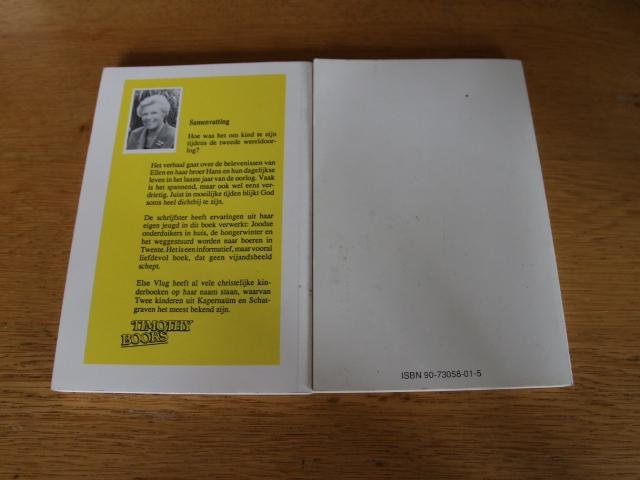 Samenvatting
Hoe was het om kind te zijn
tijdens de tweede wereldoor-
log?
Het verhaal gaat over de belevenissen van
Ellen en haar broer Hans en hun dagelijkse
leven in het laatste jaar van de oorlog. Vaak
is het spannend, maar ook wel eens ver-
drietig. Juist in moeilijke tijden blijkt God
soms heel dichtbij te zijn.
De schrijfster heeft ervaringen uit haar
eigen jeugd in dit boek verwerkt: Joodse
onderduikers in huis, de hongerwinter en
het weggestuurd worden naar boeren in
Twente. Het is een informatief, maar vooral
liefdevol boek, dat geen vijandsbeeld
schept.
Else Vlug heeft al vele christelijke kin-
derboeken op haar naam staan, waarvan
Twee kinderen uit Kapernaüm en Schat-
graven het meest bekend zijn.
TIMOTHY
BOOKS
ISBN 90-73058-01-5